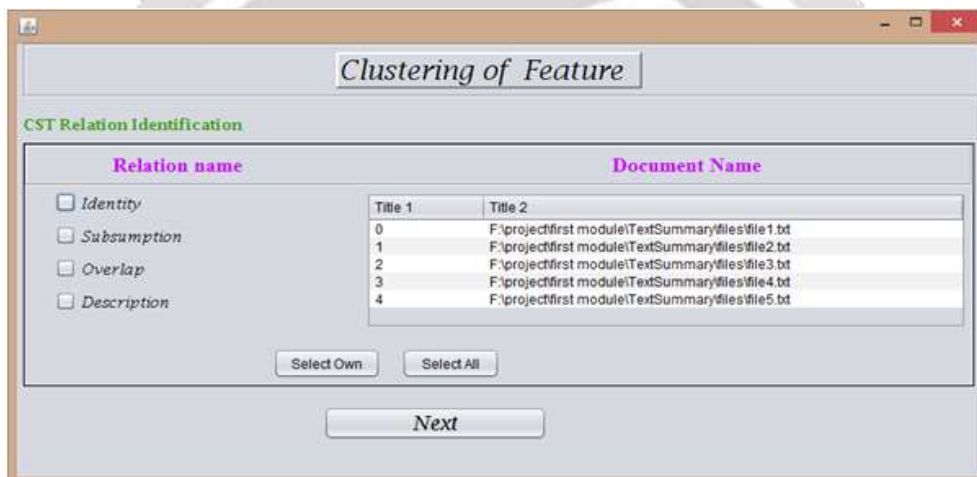 Clustering of Feature
CST Relation Identification
Relation name Document Name
Identity
Subsumption
Overlap
Description
Title 1 Title 2
0 F:\project\first module\TextSummary\files\file1.txt
1 F:\project\first module\TextSummary\files\file2.txt
2 F:\project\first module\TextSummary\files\file3.txt
3 F:\project\first module\TextSummary\files\file4.txt
4 F:\project\first module\TextSummary\files\file5.txt
Select Own Select All
Next